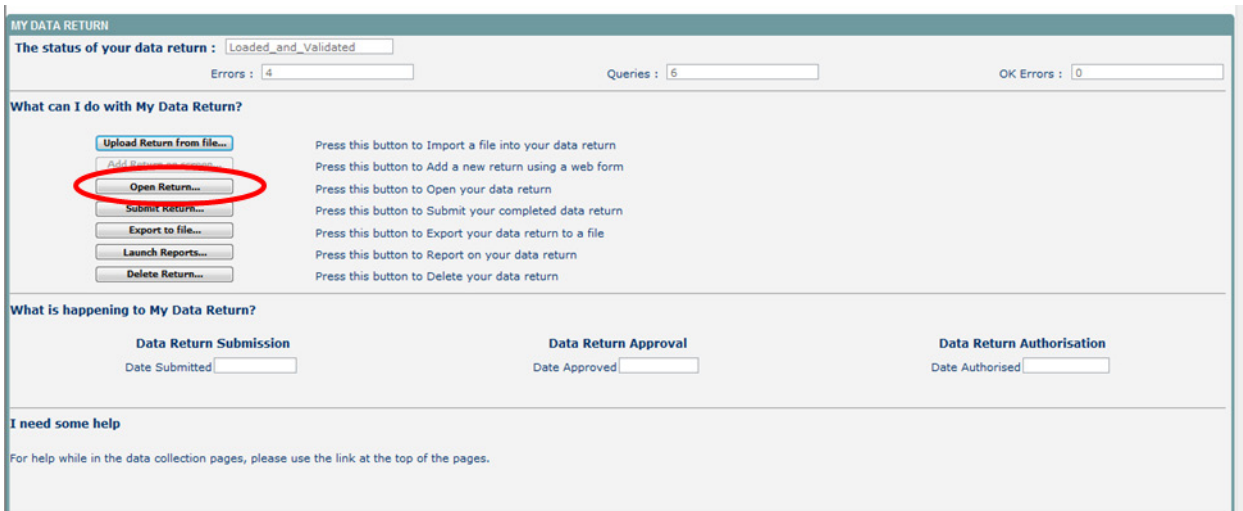 MY DATA RETURN
The status of your data return : Loaded_and_Validated
Errors : 4 Queries : 6 OK Errors : 0
What can I do with My Data Return?
Upload Return from file... Press this button to Import a file into your data return
Add Return on screen... Press this button to Add a new return using a web form
Open Return... Press this button to Open your data return
Submit Return... Press this button to Submit your completed data return
Export to file... Press this button to Export your data return to a file
Launch Reports... Press this button to Report on your data return
Delete Return... Press this button to Delete your data return
What is happening to My Data Return?
Data Return Submission Data Return Approval Data Return Authorisation
Date Submitted Date Approved Date Authorised
I need some help
For help while in the data collection pages, please use the link at the top of the pages.